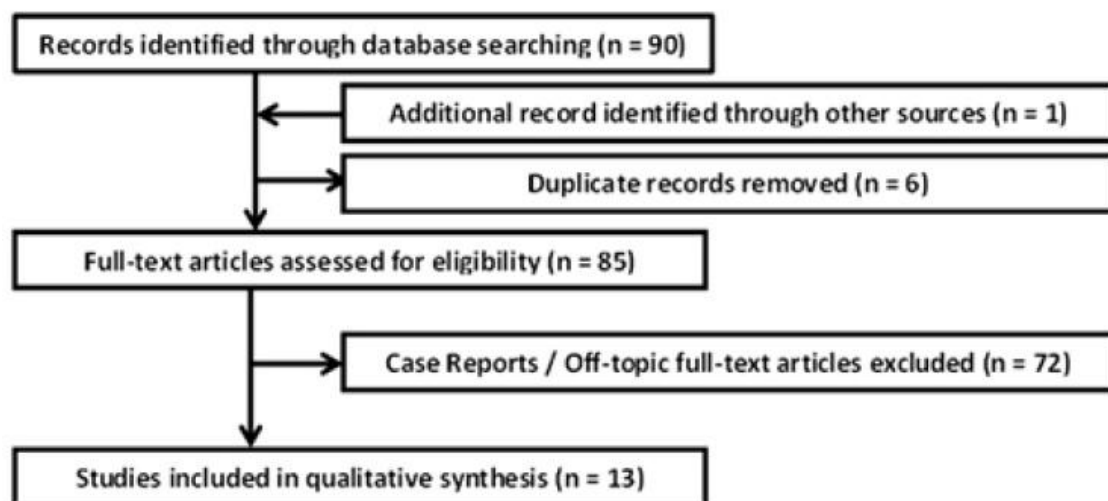 Records identified through database searching (n = 90)
Additional record identified through other sources (n = 1)
Duplicate records removed (n = 6)
Full-text articles assessed for eligibility (n = 85)
Case Reports / Off-topic full-text articles excluded (n = 72)
Studies included in qualitative synthesis (n = 13)